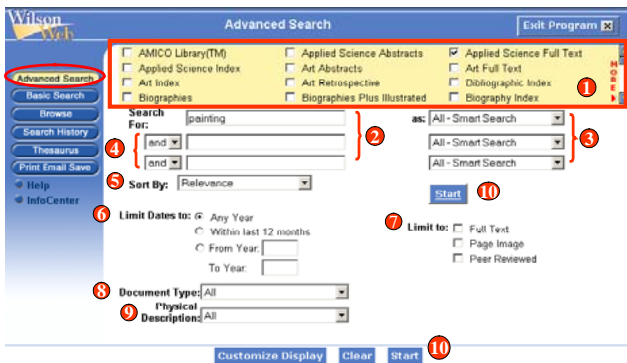 Wilson Web
Advanced Search
Exit Program
AMICO Library(TM) Applied Science Abstracts Applied Science Full Text
Applied Science Index Art Abstracts Art Full Text
Art Index Art Retrospective Bibliographic Index
Biographies Biographies Plus Illustrated Biography Index
MORE
1
Advanced Search
Basic Search
Browse
Search History
Thesaurus
Print Email Save
Help
InfoCenter
Search For: painting 2 as: All - Smart Search 3
4 and All - Smart Search
and All - Smart Search
5 Sort By: Relevance
Start 10
6 Limit Dates to: Any Year
Within last 12 months
From Year:
To Year:
7 Limit to: Full Text
Page Image
Peer Reviewed
8 Document Type: All
9 Physical Description: All
Customize Display Clear Start 10